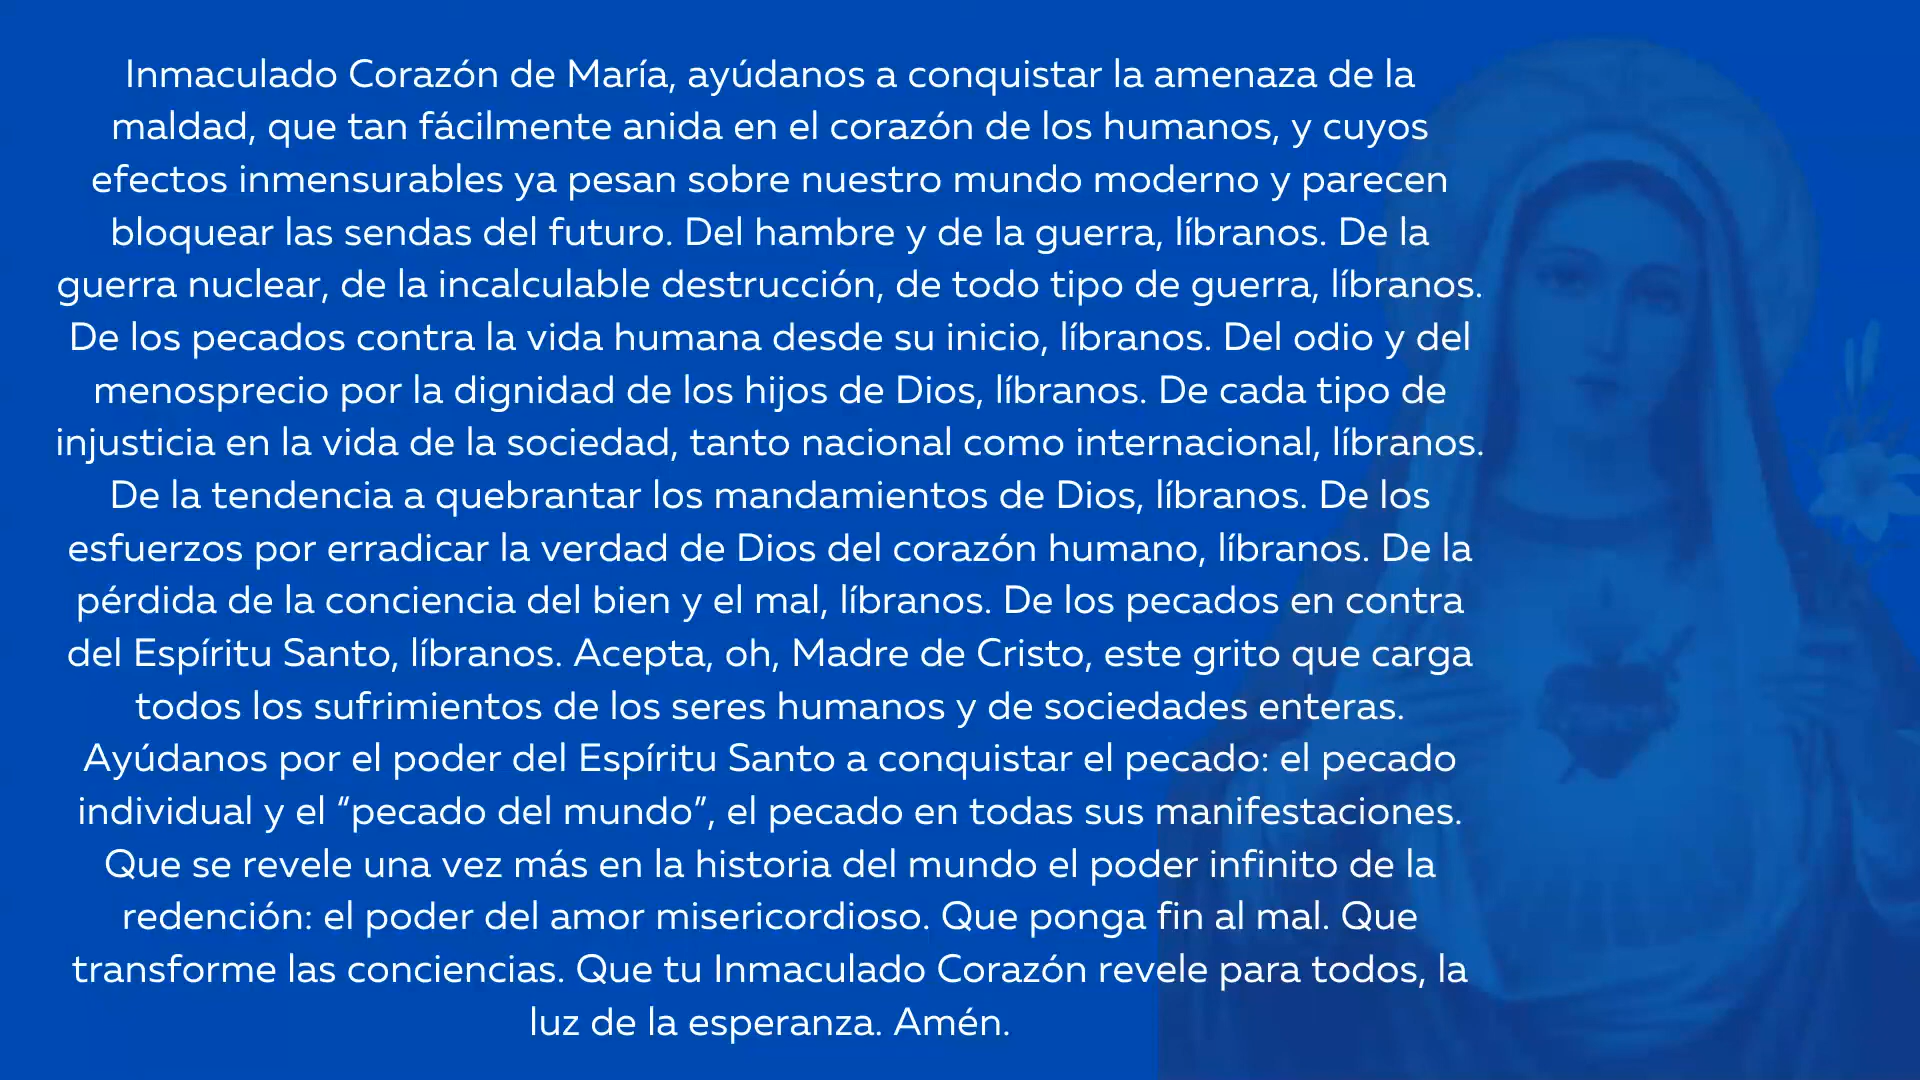 Inmaculado Corazón de María, ayúdanos a conquistar la amenaza de la
maldad, que tan fácilmente anida en el corazón de los humanos, y cuyos
efectos inmensurables ya pesan sobre nuestro mundo moderno y parecen
bloquear las sendas del futuro. Del hambre y de la guerra, líbranos. De la
guerra nuclear, de la incalculable destrucción, de todo tipo de guerra, líbranos.
De los pecados contra la vida humana desde su inicio, líbranos. Del odio y del
menosprecio por la dignidad de los hijos de Dios, líbranos. De cada tipo de
injusticia en la vida de la sociedad, tanto nacional como internacional, líbranos.
De la tendencia a quebrantar los mandamientos de Dios, líbranos. De los
esfuerzos por erradicar la verdad de Dios del corazón humano, líbranos. De la
pérdida de la conciencia del bien y el mal, líbranos. De los pecados en contra
del Espíritu Santo, líbranos. Acepta, oh, Madre de Cristo, este grito que carga
todos los sufrimientos de los seres humanos y de sociedades enteras.
Ayúdanos por el poder del Espíritu Santo a conquistar el pecado: el pecado
individual y el “pecado del mundo”, el pecado en todas sus manifestaciones.
Que se revele una vez más en la historia del mundo el poder infinito de la
redención: el poder del amor misericordioso. Que ponga fin al mal. Que
transforme las conciencias. Que tu Inmaculado Corazón revele para todos, la
luz de la esperanza. Amén.